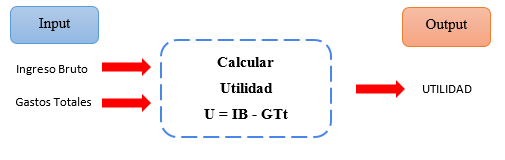 Input
Output
Ingreso Bruto
Gastos Totales
Calcular
Utilidad
U = IB - GTt
UTILIDAD